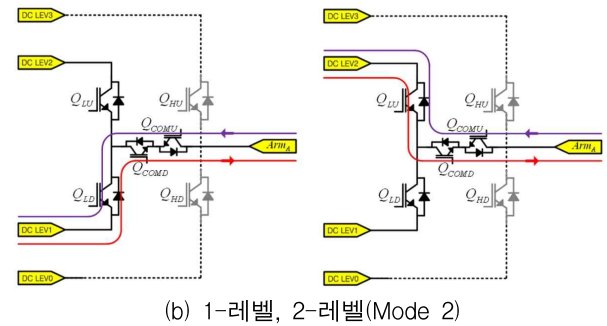 DC LEV3
DC LEV2
Q_LU
Q_HU
Q_COMU
Arm_A
Q_COMD
Q_LD
Q_HD
DC LEV1
DC LEV0
DC LEV3
DC LEV2
Q_LU
Q_HU
Q_COMU
Arm_A
Q_COMD
Q_LD
Q_HD
DC LEV1
DC LEV0
(b) 1-레벨, 2-레벨(Mode 2)